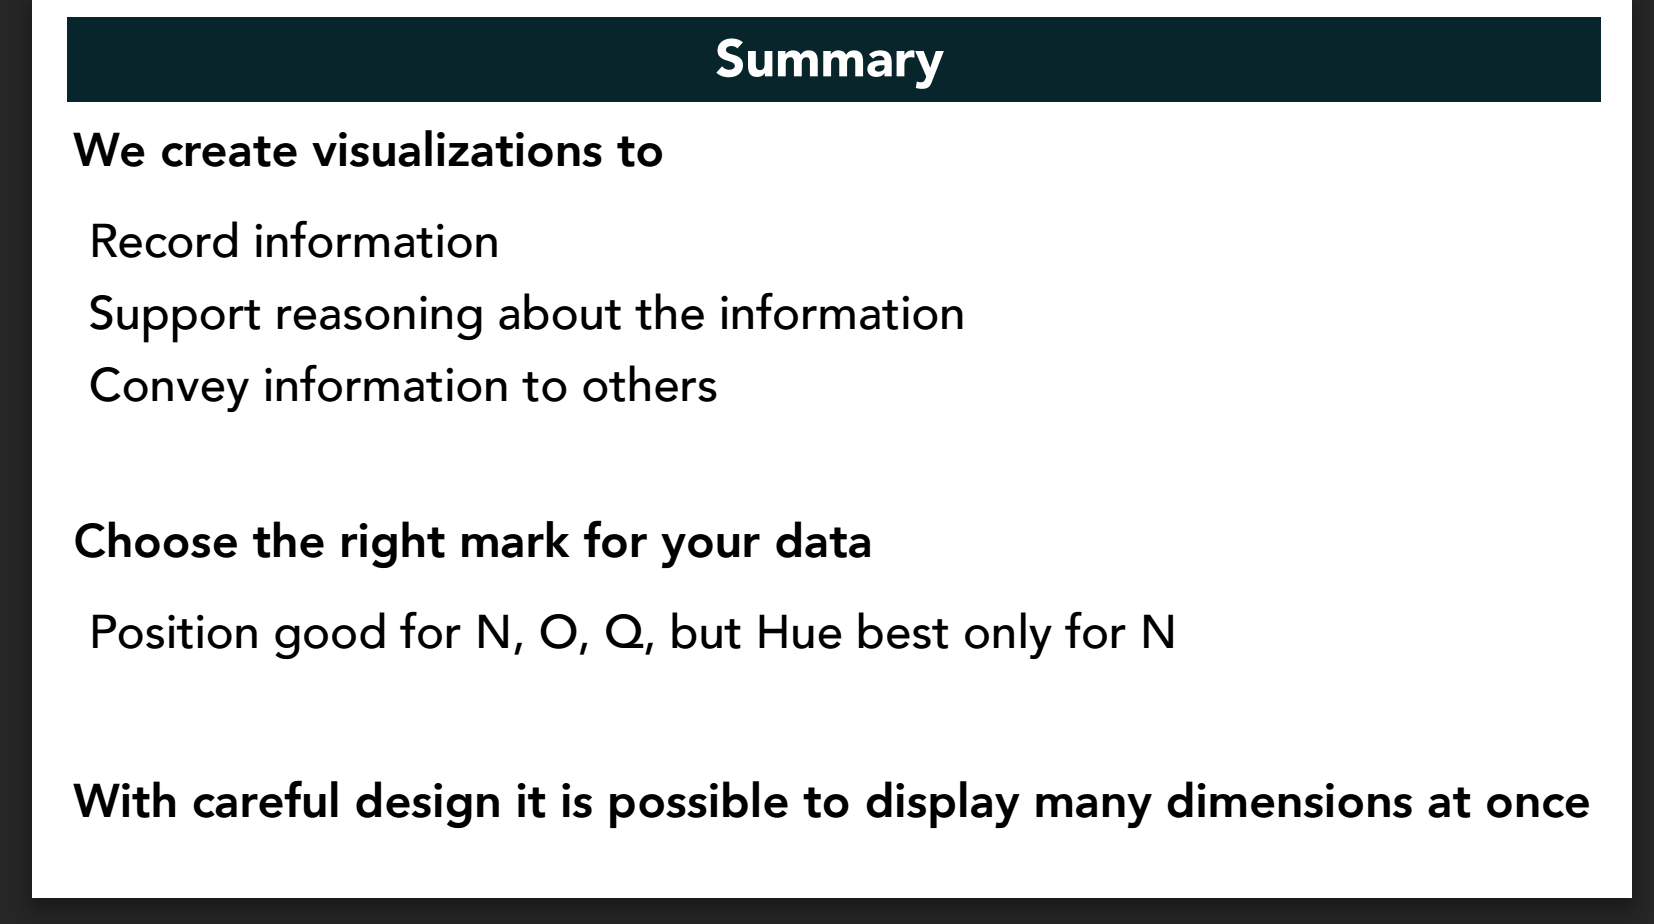 Summary
We create visualizations to
Record information
Support reasoning about the information
Convey information to others
Choose the right mark for your data
Position good for N, O, Q, but Hue best only for N
With careful design it is possible to display many dimensions at once